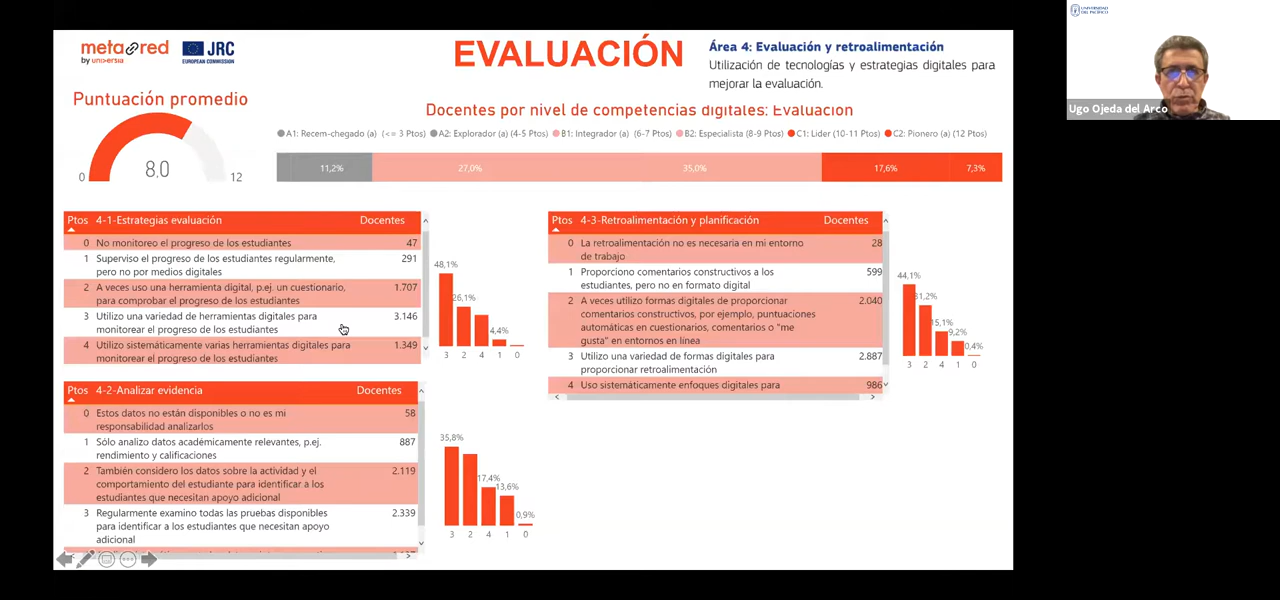 metared
by universia
JRC
EUROPEAN COMMISSION
EVALUACIÓN
Área 4: Evaluación y retroalimentación
Utilización de tecnologías y estrategias digitales para
mejorar la evaluación.
UNIVERSIDAD
DEL PACÍFICO
Ugo Ojeda del Arco
Puntuación promedio
8,0
0
12
Docentes por nivel de competencias digitales: Evaluación
A1: Recem-chegado (a) (<= 3 Ptos) A2: Explorador (a) (4-5 Ptos) B1: Integrador (a) (6-7 Ptos) B2: Especialista (8-9 Ptos) C1: Lider (10-11 Ptos) C2: Pionero (a) (12 Ptos)
11,2% 27,0% 35,0% 17,6% 7,3%
Ptos 4-1-Estrategias evaluación Docentes
0 No monitoreo el progreso de los estudiantes 47
1 Superviso el progreso de los estudiantes regularmente, 291
pero no por medios digitales
2 A veces uso una herramienta digital, p.ej. un cuestionario, 1.707
para comprobar el progreso de los estudiantes
3 Utilizo una variedad de herramientas digitales para 3.146
monitorear el progreso de los estudiantes
4 Utilizo sistemáticamente varias herramientas digitales para 1.349
monitorear el progreso de los estudiantes
48,1%
26,1%
4,4%
3 2 4 1 0
Ptos 4-2-Analizar evidencia Docentes
0 Estos datos no están disponibles o no es mi 58
responsabilidad analizarlos
1 Sólo analizo datos académicamente relevantes, p.ej. 887
rendimiento y calificaciones
2 También considero los datos sobre la actividad y el 2.119
comportamiento del estudiante para identificar a los
estudiantes que necesitan apoyo adicional
3 Regularmente examino todas las pruebas disponibles 2.339
para identificar a los estudiantes que necesitan apoyo
adicional
35,8%
17,4%
13,6%
0,9%
3 2 4 1 0
Ptos 4-3-Retroalimentación y planificación Docentes
0 La retroalimentación no es necesaria en mi entorno 28
de trabajo
1 Proporciono comentarios constructivos a los 599
estudiantes, pero no en formato digital
2 A veces utilizo formas digitales de proporcionar 2.040
comentarios constructivos, por ejemplo, puntuaciones
automáticas en cuestionarios, comentarios o "me
gusta" en entornos en línea
3 Utilizo una variedad de formas digitales para 2.887
proporcionar retroalimentación
4 Uso sistemáticamente enfoques digitales para 986
44,1%
31,2%
15,1%
9,2%
0,4%
3 2 4 1 0